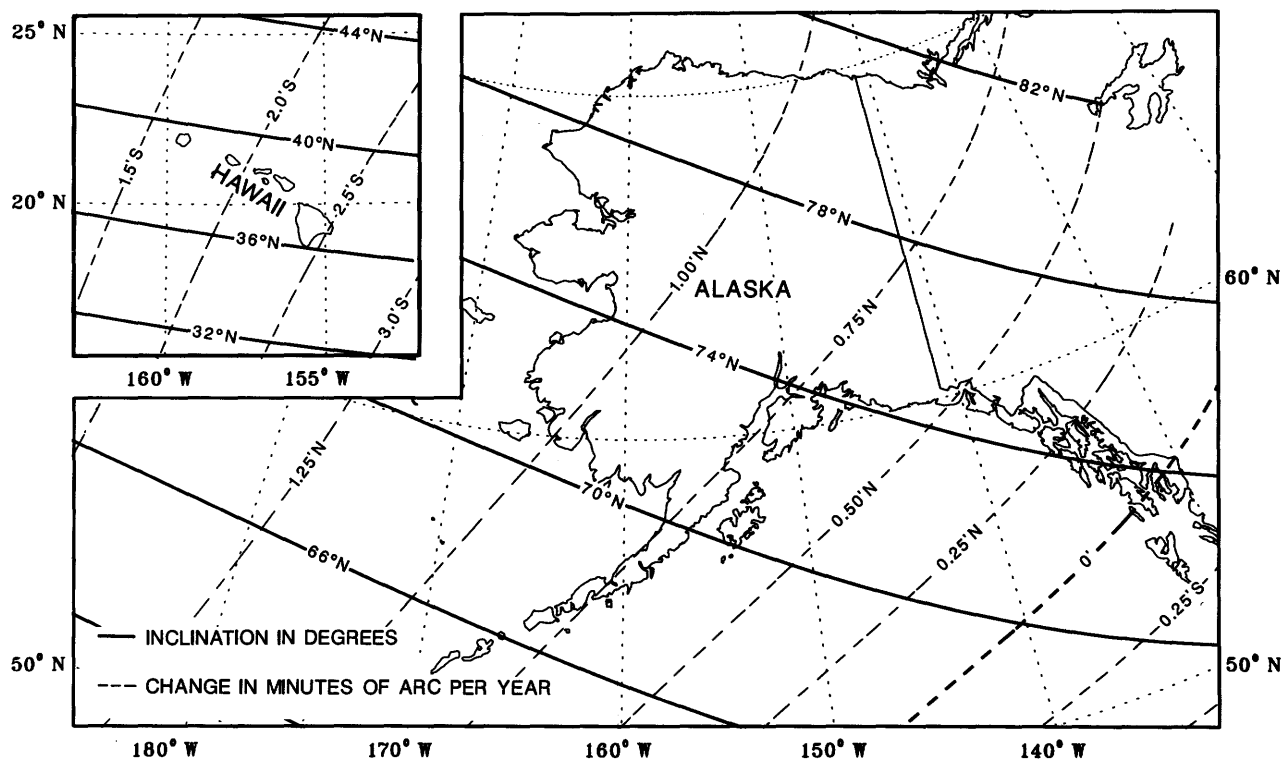 25° N
44°N
2.0'S
40°N
1.5'S
HAWAII
2.5'S
20° N
36°N
3.0'S
32°N
160° W
155° W
82°N
78°N
1.00'N
ALASKA
60° N
0.75'N
74°N
1.25'N
70°N
0.50'N
0.25'N
0'
0.25'S
66°N
INCLINATION IN DEGREES
50° N
50° N
CHANGE IN MINUTES OF ARC PER YEAR
180° W
170° W
160° W
150° W
140° W